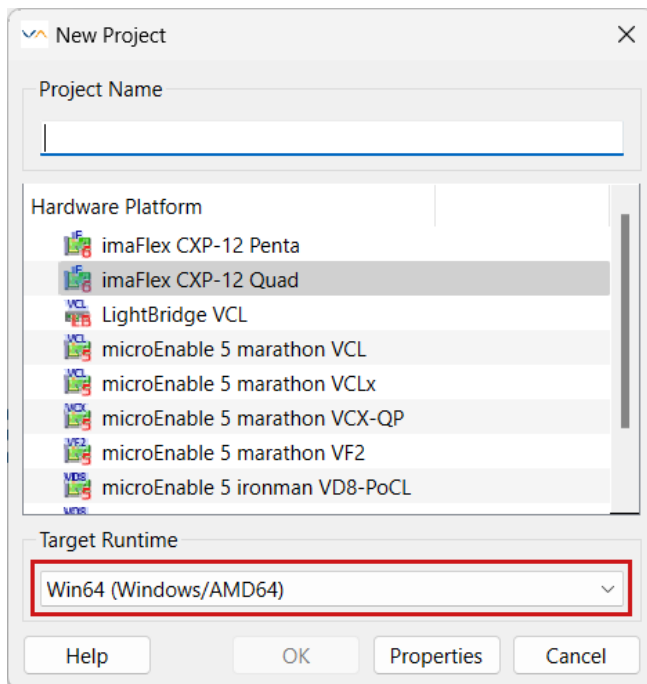 New Project
Project Name
Hardware Platform
imaFlex CXP-12 Penta
imaFlex CXP-12 Quad
LightBridge VCL
microEnable 5 marathon VCL
microEnable 5 marathon VCLx
microEnable 5 marathon VCX-QP
microEnable 5 marathon VF2
microEnable 5 ironman VD8-PoCL
Target Runtime
Win64 (Windows/AMD64)
Help OK Properties Cancel